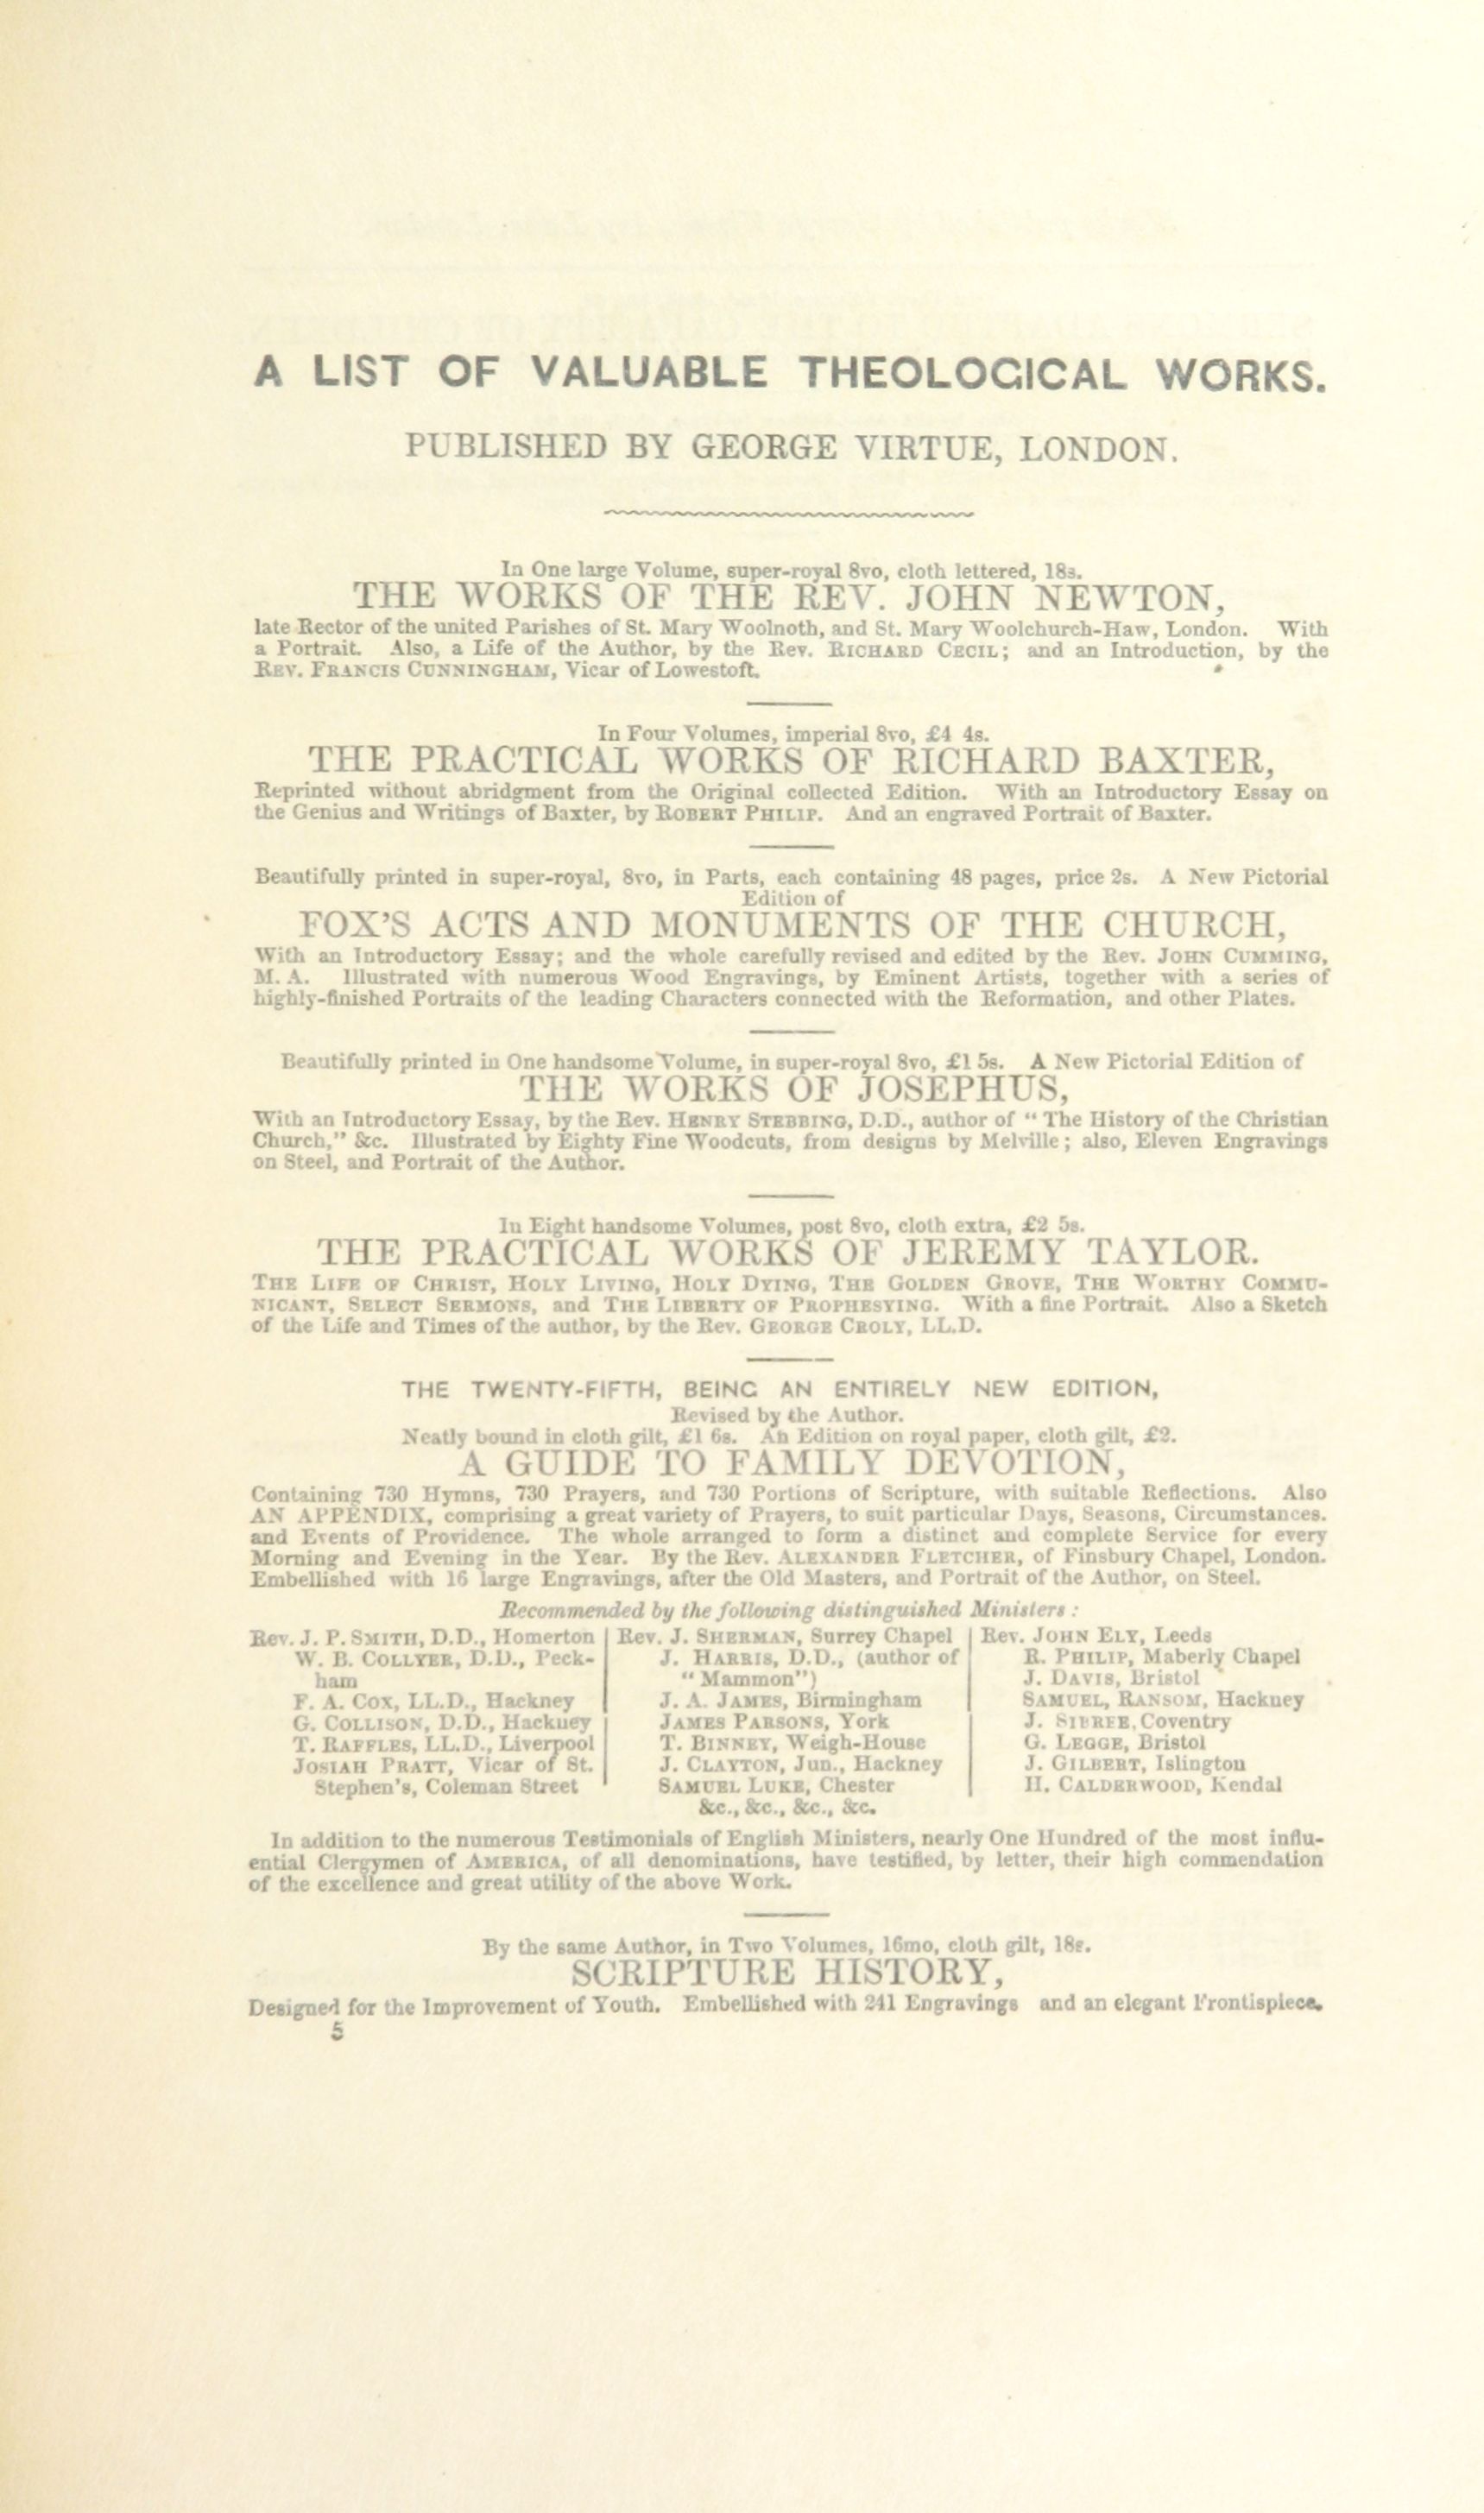 A LIST OF VALUABLE THEOLOGICAL WORKS.
PUBLISHED BY GEORGE VIRTUE, LONDON.
In One large Volume, super-royal 8vo, cloth lettered, 18s.
THE WORKS OF THE REV. JOHN NEWTON,
late Rector of the united Parishes of St. Mary Woolnoth, and St. Mary Woolchurch-Haw, London. With
a Portrait. Also, a Life of the Author, by the Rev. RICHARD CECIL; and an Introduction, by the
REV. FRANCIS CUNNINGHAM, Vicar of Lowestoft.
In Four Volumes, imperial 8vo, £4 4s.
THE PRACTICAL WORKS OF RICHARD BAXTER,
Reprinted without abridgment from the Original collected Edition. With an Introductory Essay on
the Genius and Writings of Baxter, by ROBERT PHILIP. And an engraved Portrait of Baxter.
Beautifully printed in super-royal, 8vo, in Parts, each containing 48 pages, price 2s. A New Pictorial
Edition of
FOX'S ACTS AND MONUMENTS OF THE CHURCH,
With an Introductory Essay; and the whole carefully revised and edited by the Rev. JOHN CUMMING,
M. A. Illustrated with numerous Wood Engravings, by Eminent Artists, together with a series of
highly-finished Portraits of the leading Characters connected with the Reformation, and other Plates.
Beautifully printed in One handsome Volume, in super-royal 8vo, £1 5s. A New Pictorial Edition of
THE WORKS OF JOSEPHUS,
With an Introductory Essay, by the Rev. HENRY STEBBING, D.D., author of "The History of the Christian
Church," &c. Illustrated by Eighty Fine Woodcuts, from designs by Melville; also, Eleven Engravings
on Steel, and Portrait of the Author.
In Eight handsome Volumes, post 8vo, cloth extra, £2 5s.
THE PRACTICAL WORKS OF JEREMY TAYLOR.
THE LIFE OF CHRIST, HOLY LIVING, HOLY DYING, THE GOLDEN GROVE, THE WORTHY COMMU-
NICANT, SELECT SERMONS, and THE LIBERTY OF PROPHESYING. With a fine Portrait. Also a Sketch
of the Life and Times of the author, by the Rev. GEORGE CROLY, LL.D.
THE TWENTY-FIFTH, BEING AN ENTIRELY NEW EDITION,
Revised by the Author.
Neatly bound in cloth gilt, £1 6s. An Edition on royal paper, cloth gilt, £2.
A GUIDE TO FAMILY DEVOTION,
Containing 730 Hymns, 730 Prayers, and 730 Portions of Scripture, with suitable Reflections. Also
AN APPENDIX, comprising a great variety of Prayers, to suit particular Days, Seasons, Circumstances.
and Events of Providence. The whole arranged to form a distinct and complete Service for every
Morning and Evening in the Year. By the Rev. ALEXANDER FLETCHER, of Finsbury Chapel, London.
Embellished with 16 large Engravings, after the Old Masters, and Portrait of the Author, on Steel.
Recommended by the following distinguished Ministers:
Rev. J. P. SMITH, D.D., Homerton
W. B. COLLYER, D.D., Peck-
ham
F. A. COX, LL.D., Hackney
G. COLLISON, D.D., Hackney
T. RAFFLES, LL.D., Liverpool
JOSIAH PRATT, Vicar of St.
Stephen's, Coleman Street
Rev. J. SHERMAN, Surrey Chapel
J. HARRIS, D.D., (author of
"Mammon")
J. A. JAMES, Birmingham
JAMES PARSONS, York
T. BINNEY, Weigh-House
J. CLAYTON, Jun., Hackney
SAMUEL LUKE, Chester
&c., &c., &c., &c.
Rev. JOHN ELY, Leeds
R. PHILIP, Maberly Chapel
J. DAVIS, Bristol
SAMUEL, RANSOM, Hackney
J. SIBREE, Coventry
G. LEGGE, Bristol
J. GILBERT, Islington
H. CALDERWOOD, Kendal
In addition to the numerous Testimonials of English Ministers, nearly One Hundred of the most influ-
ential Clergymen of AMERICA, of all denominations, have testified, by letter, their high commendation
of the excellence and great utility of the above Work.
By the same Author, in Two Volumes, 16mo, cloth gilt, 18s.
SCRIPTURE HISTORY,
Designed for the Improvement of Youth. Embellished with 241 Engravings and an elegant Frontispiece.
5